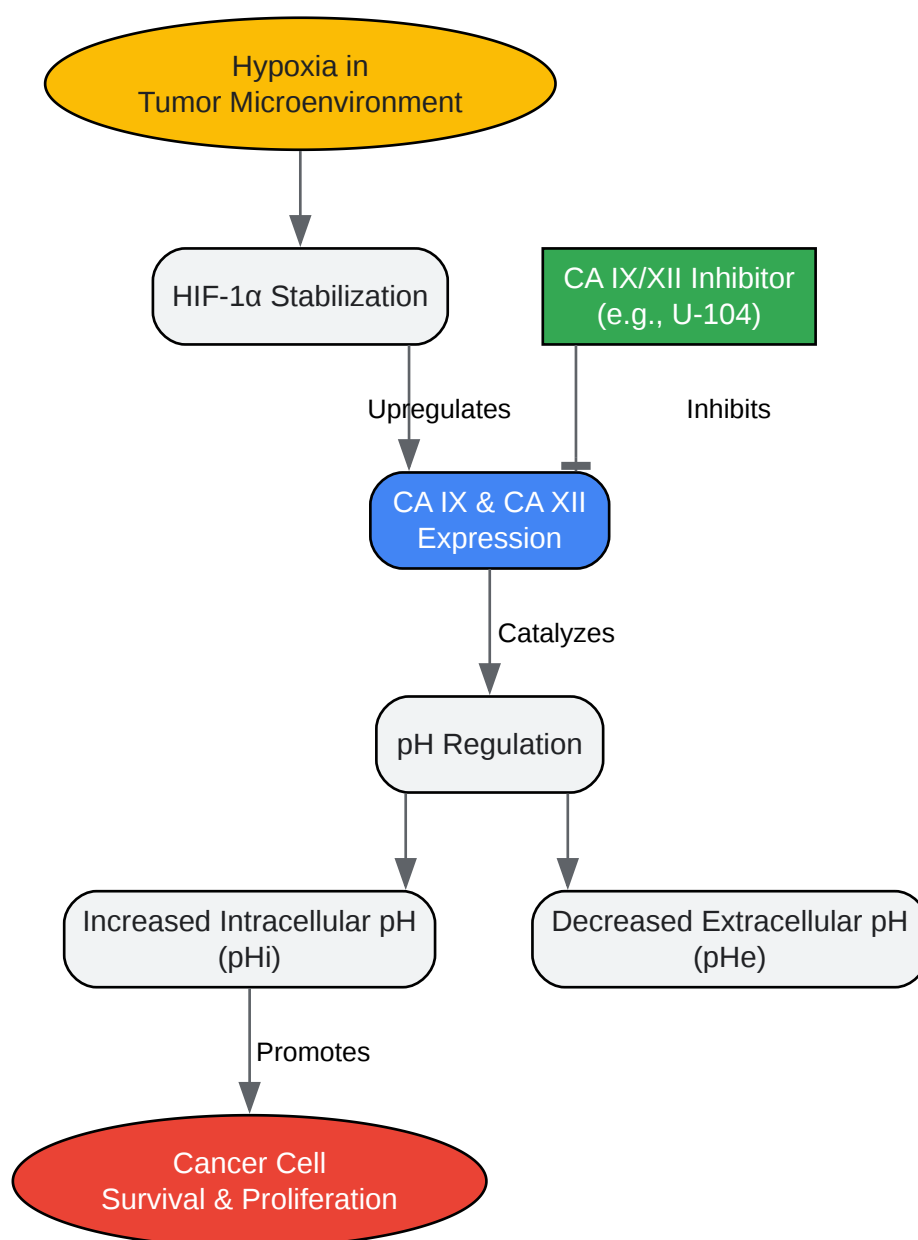 Hypoxia in
Tumor Microenvironment
HIF-1α Stabilization
CA IX/XII Inhibitor
(e.g., U-104)
Upregulates
Inhibits
CA IX & CA XII
Expression
Catalyzes
pH Regulation
Increased Intracellular pH
(pHi)
Decreased Extracellular pH
(pHe)
Promotes
Cancer Cell
Survival & Proliferation